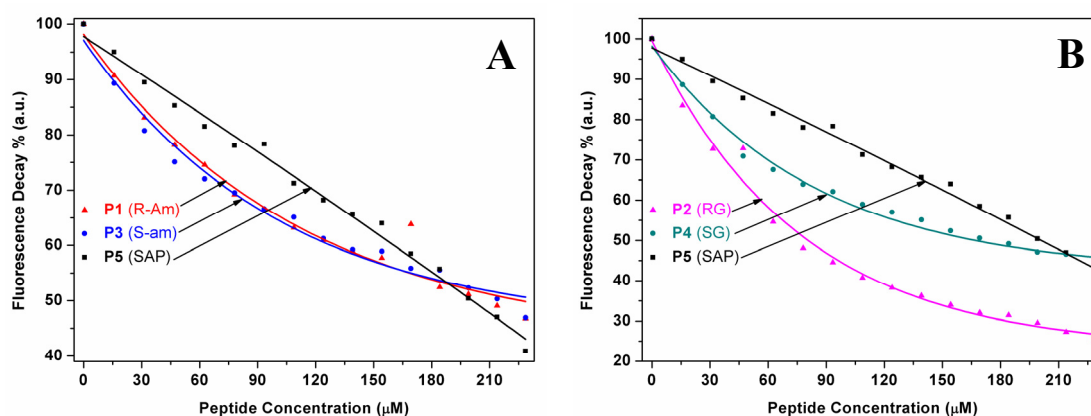 A
Fluorescence Decay % (a.u.)
100
90
80
70
60
50
40
P1 (R-Am)
P3 (S-am)
P5 (SAP)
0 30 60 90 120 150 180 210
Peptide Concentration (μM)
B
Fluorescence Decay % (a.u.)
100
90
80
70
60
50
40
30
20
P2 (RG)
P4 (SG)
P5 (SAP)
0 30 60 90 120 150 180 210
Peptide Concentration (μM)